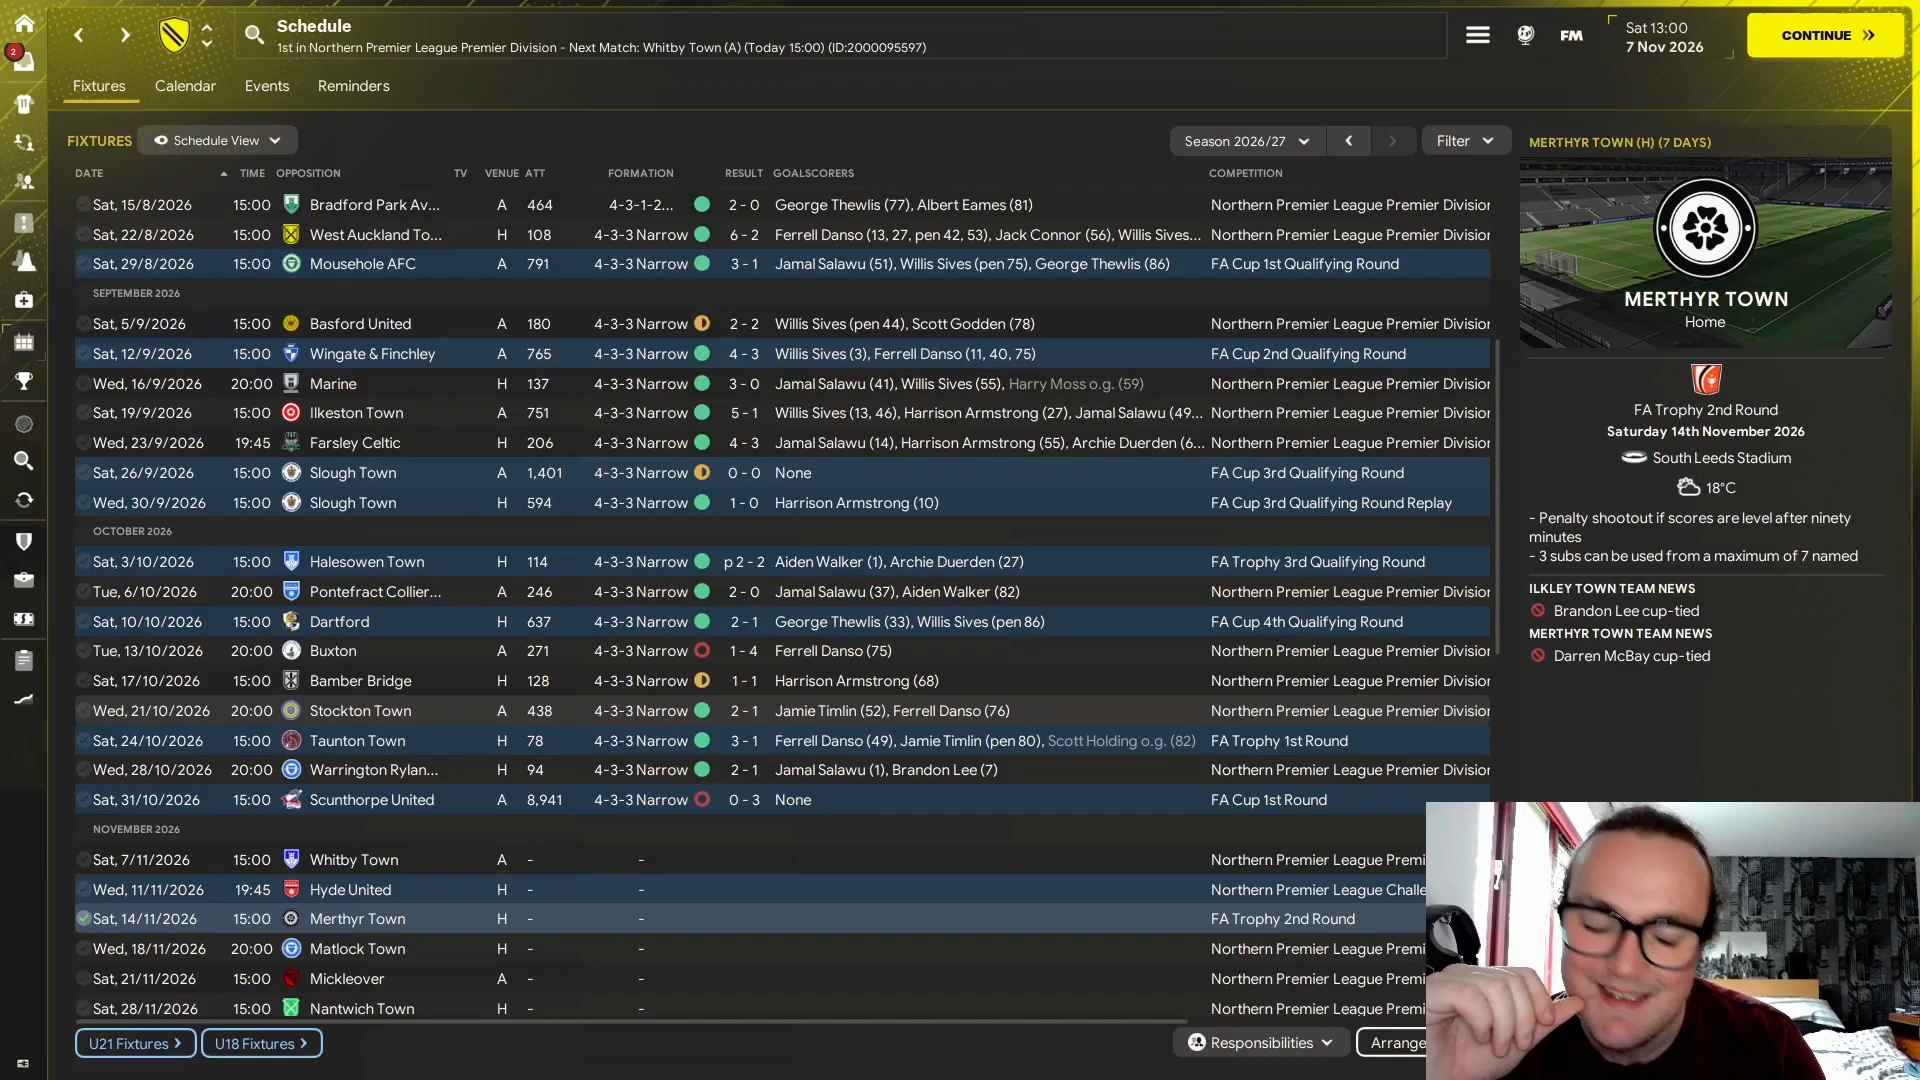 Schedule
1st in Northern Premier League Premier Division - Next Match: Whitby Town (A) (Today 15:00) (ID:2000095597)
FM
Sat 13:00
7 Nov 2026
CONTINUE
2
Fixtures Calendar Events Reminders
FIXTURES Schedule View Season 2026/27 Filter
DATE TIME OPPOSITION TV VENUE ATT FORMATION RESULT GOALSCORERS COMPETITION
Sat, 15/8/2026 15:00 Bradford Park Av... A 464 4-3-1-2... 2 - 0 George Thewlis (77), Albert Eames (81) Northern Premier League Premier Division
Sat, 22/8/2026 15:00 West Auckland To... H 108 4-3-3 Narrow 6 - 2 Ferrell Danso (13, 27, pen 42, 53), Jack Connor (56), Willis Sives... Northern Premier League Premier Division
Sat, 29/8/2026 15:00 Mousehole AFC A 791 4-3-3 Narrow 3 - 1 Jamal Salawu (51), Willis Sives (pen 75), George Thewlis (86) FA Cup 1st Qualifying Round
SEPTEMBER 2026
Sat, 5/9/2026 15:00 Basford United A 180 4-3-3 Narrow 2 - 2 Willis Sives (pen 44), Scott Godden (78) Northern Premier League Premier Division
Sat, 12/9/2026 15:00 Wingate & Finchley A 765 4-3-3 Narrow 4 - 3 Willis Sives (3), Ferrell Danso (11, 40, 75) FA Cup 2nd Qualifying Round
Wed, 16/9/2026 20:00 Marine H 137 4-3-3 Narrow 3 - 0 Jamal Salawu (41), Willis Sives (55), Harry Moss o.g. (59) Northern Premier League Premier Division
Sat, 19/9/2026 15:00 Ilkeston Town A 751 4-3-3 Narrow 5 - 1 Willis Sives (13, 46), Harrison Armstrong (27), Jamal Salawu (49... Northern Premier League Premier Division
Wed, 23/9/2026 19:45 Farsley Celtic H 206 4-3-3 Narrow 4 - 3 Jamal Salawu (14), Harrison Armstrong (55), Archie Duerden (6... Northern Premier League Premier Division
Sat, 26/9/2026 15:00 Slough Town A 1,401 4-3-3 Narrow 0 - 0 None FA Cup 3rd Qualifying Round
Wed, 30/9/2026 15:00 Slough Town H 594 4-3-3 Narrow 1 - 0 Harrison Armstrong (10) FA Cup 3rd Qualifying Round Replay
OCTOBER 2026
Sat, 3/10/2026 15:00 Halesowen Town H 114 4-3-3 Narrow p 2 - 2 Aiden Walker (1), Archie Duerden (27) FA Trophy 3rd Qualifying Round
Tue, 6/10/2026 20:00 Pontefract Collier... A 246 4-3-3 Narrow 2 - 0 Jamal Salawu (37), Aiden Walker (82) Northern Premier League Premier Division
Sat, 10/10/2026 15:00 Dartford H 637 4-3-3 Narrow 2 - 1 George Thewlis (33), Willis Sives (pen 86) FA Cup 4th Qualifying Round
Tue, 13/10/2026 20:00 Buxton A 271 4-3-3 Narrow 1 - 4 Ferrell Danso (75) Northern Premier League Premier Division
Sat, 17/10/2026 15:00 Bamber Bridge H 128 4-3-3 Narrow 1 - 1 Harrison Armstrong (68) Northern Premier League Premier Division
Wed, 21/10/2026 20:00 Stockton Town A 438 4-3-3 Narrow 2 - 1 Jamie Timlin (52), Ferrell Danso (76) Northern Premier League Premier Division
Sat, 24/10/2026 15:00 Taunton Town H 78 4-3-3 Narrow 3 - 1 Ferrell Danso (49), Jamie Timlin (pen 80), Scott Holding o.g. (82) FA Trophy 1st Round
Wed, 28/10/2026 20:00 Warrington Rylan... H 94 4-3-3 Narrow 2 - 1 Jamal Salawu (1), Brandon Lee (7) Northern Premier League Premier Division
Sat, 31/10/2026 15:00 Scunthorpe United A 8,941 4-3-3 Narrow 0 - 3 None FA Cup 1st Round
NOVEMBER 2026
Sat, 7/11/2026 15:00 Whitby Town A - - Northern Premier League Premi
Wed, 11/11/2026 19:45 Hyde United H - - Northern Premier League Challe
Sat, 14/11/2026 15:00 Merthyr Town H - - FA Trophy 2nd Round
Wed, 18/11/2026 20:00 Matlock Town H - - Northern Premier League Premi
Sat, 21/11/2026 15:00 Mickleover A - - Northern Premier League Premi
Sat, 28/11/2026 15:00 Nantwich Town H - - Northern Premier League Premi
U21 Fixtures U18 Fixtures Responsibilities Arrange
MERTHYR TOWN (H) (7 DAYS)
MERTHYR TOWN
Home
FA Trophy 2nd Round
Saturday 14th November 2026
South Leeds Stadium
18°C
- Penalty shootout if scores are level after ninety
minutes
- 3 subs can be used from a maximum of 7 named
ILKLEY TOWN TEAM NEWS
Brandon Lee cup-tied
MERTHYR TOWN TEAM NEWS
Darren McBay cup-tied